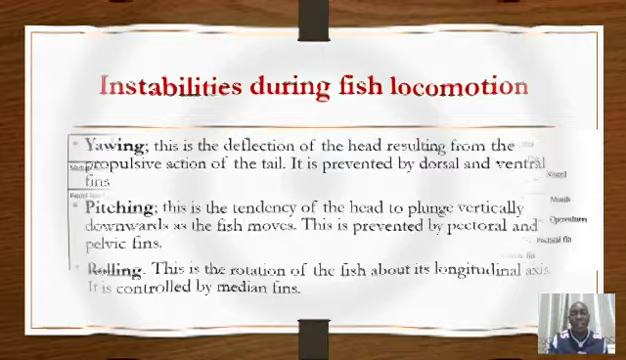 Instabilities during fish locomotion
Yawing; this is the deflection of the head resulting from the
propulsive action of the tail. It is prevented by dorsal and ventral
fins
Pitching; this is the tendency of the head to plunge vertically
downwards as the fish moves. This is prevented by pectoral and
pelvic fins.
Rolling. This is the rotation of the fish about its longitudinal axis.
It is controlled by median fins.
Nostril
Mouth
Operculum
Pectoral fin